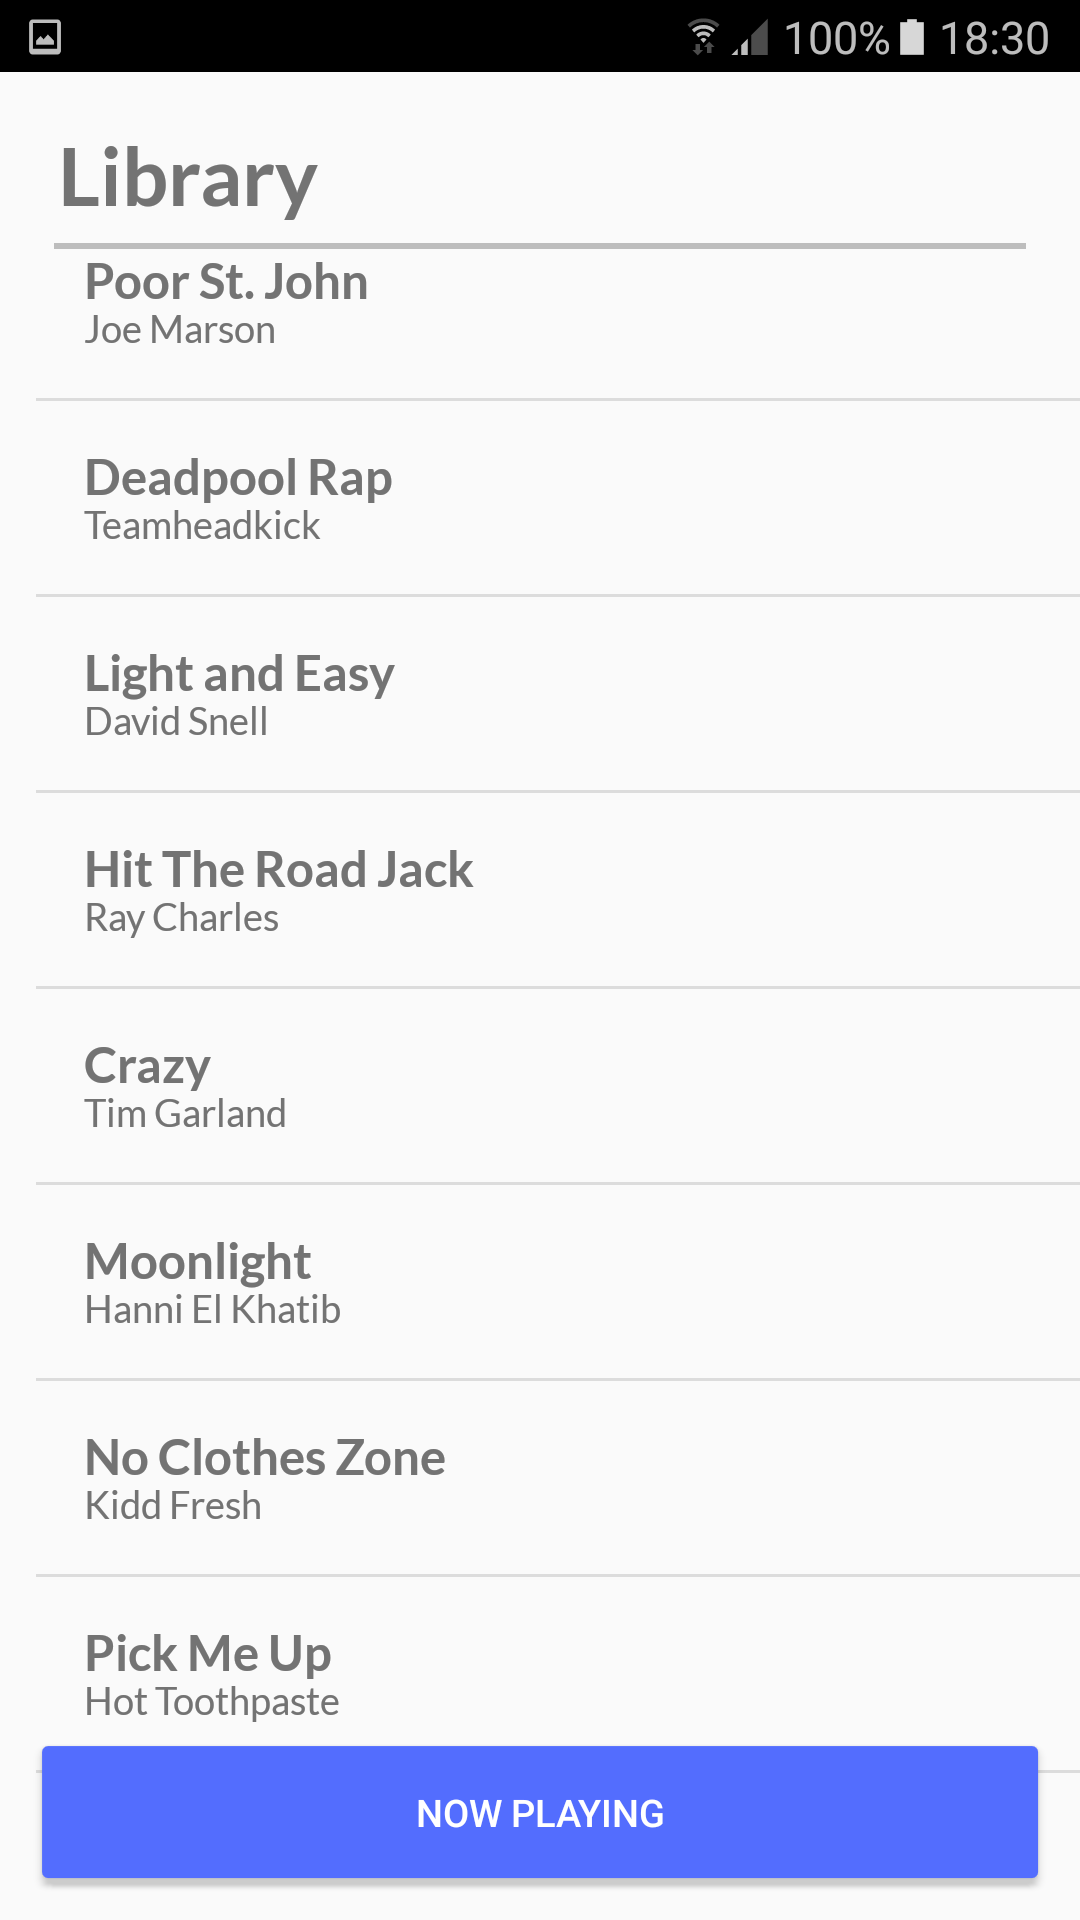 100% 18:30
Library
Poor St. John
Joe Marson
Deadpool Rap
Teamheadkick
Light and Easy
David Snell
Hit The Road Jack
Ray Charles
Crazy
Tim Garland
Moonlight
Hanni El Khatib
No Clothes Zone
Kidd Fresh
Pick Me Up
Hot Toothpaste
NOW PLAYING